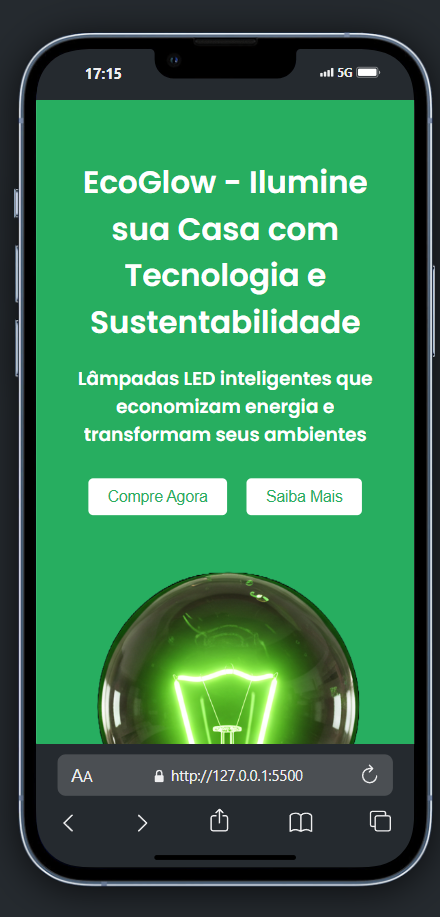 17:15
5G
EcoGlow - Ilumine
sua Casa com
Tecnologia e
Sustentabilidade
Lâmpadas LED inteligentes que
economizam energia e
transformam seus ambientes
Compre Agora
Saiba Mais
AA
http://127.0.0.1:5500